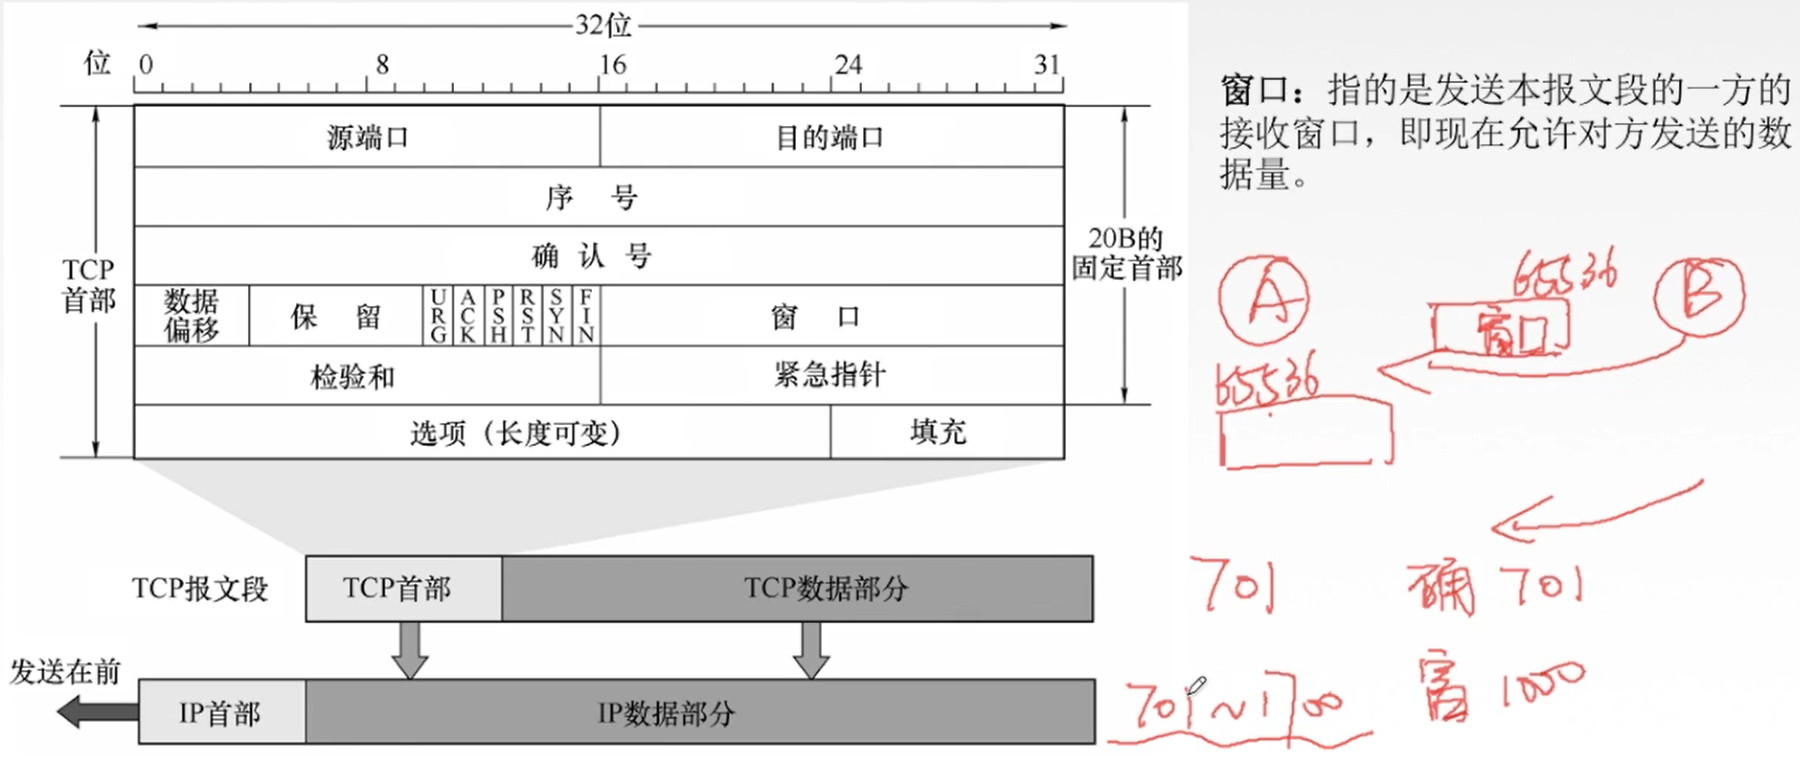 32位
位 0 8 16 24 31
源端口 目的端口
序 号
确 认 号
数据偏移 保 留 URG ACK PSH RST SYN FIN 窗 口
检验和 紧急指针
选项（长度可变） 填充
TCP首部
20B的
固定首部
TCP报文段 TCP首部 TCP数据部分
发送在前
IP首部 IP数据部分
窗口：指的是发送本报文段的一方的
接收窗口，即现在允许对方发送的数
据量。
65536
A 窗口 B
65536
701 确 701
701~1700 窗 1000